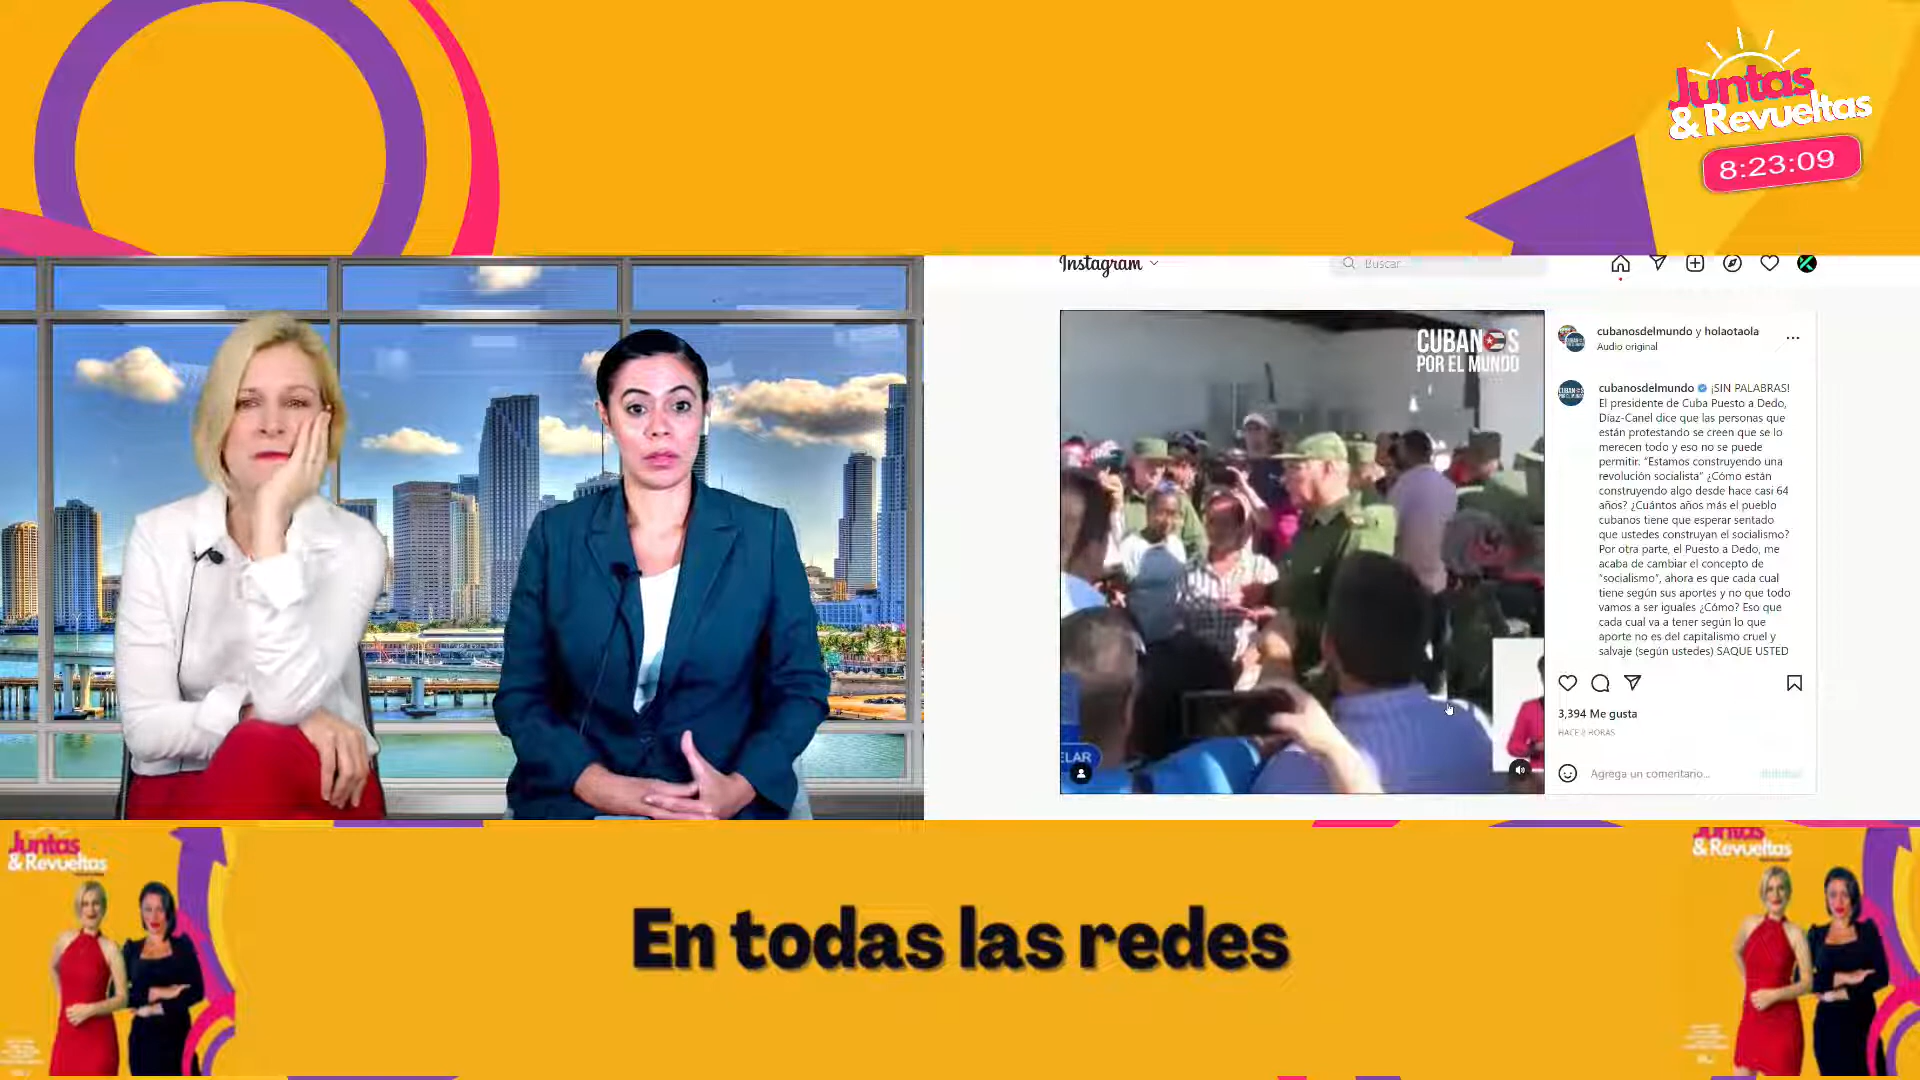 Juntas
& Revueltas
8:23:09
Instagram
Buscar
CUBANOS
POR EL MUNDO
cubanosdelmundo y holaotaola
Audio original
cubanosdelmundo ¡SIN PALABRAS!
El presidente de Cuba Puesto a Dedo,
Díaz-Canel dice que las personas que
están protestando se creen que se lo
merecen todo y eso no se puede
permitir. “Estamos construyendo una
revolución socialista” ¿Cómo están
construyendo algo desde hace casi 64
años? ¿Cuántos años más el pueblo
cubanos tiene que esperar sentado
que ustedes construyan el socialismo?
Por otra parte, el Puesto a Dedo, me
acaba de cambiar el concepto de
“socialismo”, ahora es que cada cual
tiene según sus aportes y no que todo
vamos a ser iguales ¿Cómo? Eso que
cada cual va a tener según lo que
aporte no es del capitalismo cruel y
salvaje (según ustedes) SAQUE USTED
3,394 Me gusta
HACE 2 HORAS
Agrega un comentario...
ELAR
Juntas
& Revueltas
Juntas
& Revueltas
En todas las redes